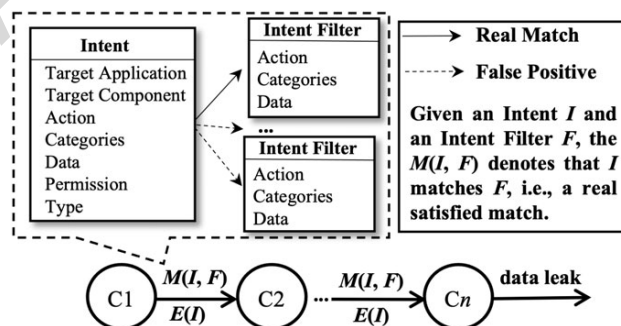 Intent
Target Application
Target Component
Action
Categories
Data
Permission
Type
Intent Filter
Action
Categories
Data
...
Intent Filter
Action
Categories
Data
Real Match
False Positive
Given an Intent I and
an Intent Filter F, the
M(I, F) denotes that I
matches F, i.e., a real
satisfied match.
C1
M(I, F)
E(I)
C2
...
M(I, F)
E(I)
Cn
data leak